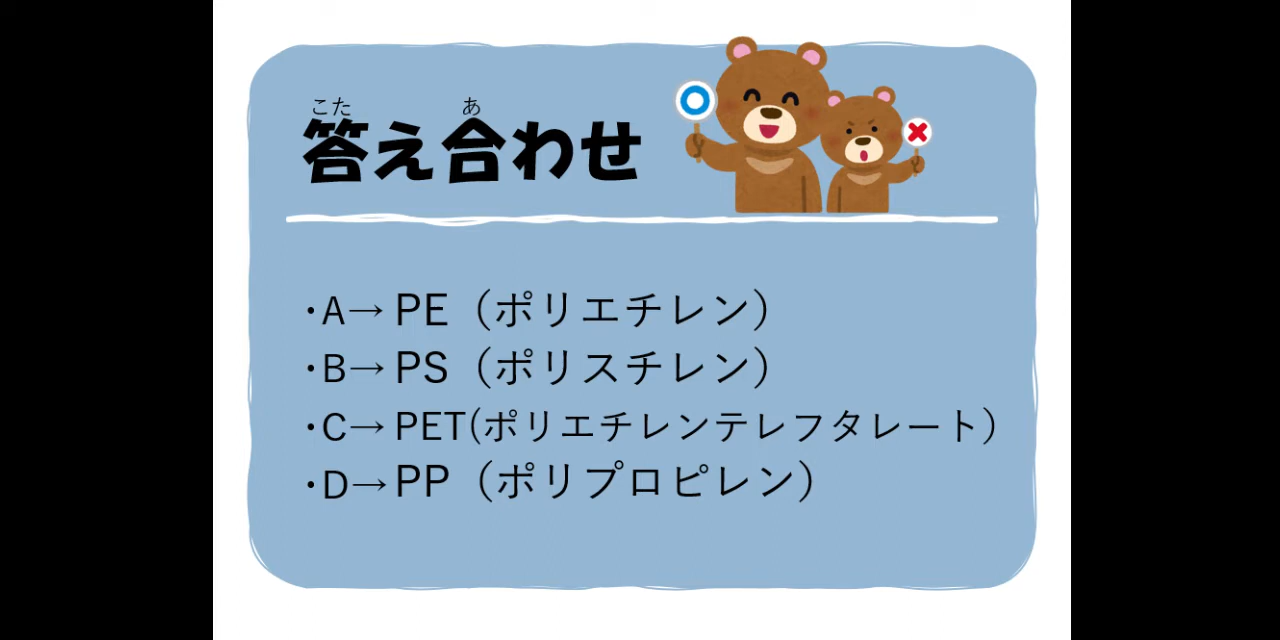 こた あ
答え合わせ
・A→ PE（ポリエチレン）
・B→ PS（ポリスチレン）
・C→ PET(ポリエチレンテレフタレート）
・D→ PP（ポリプロピレン）